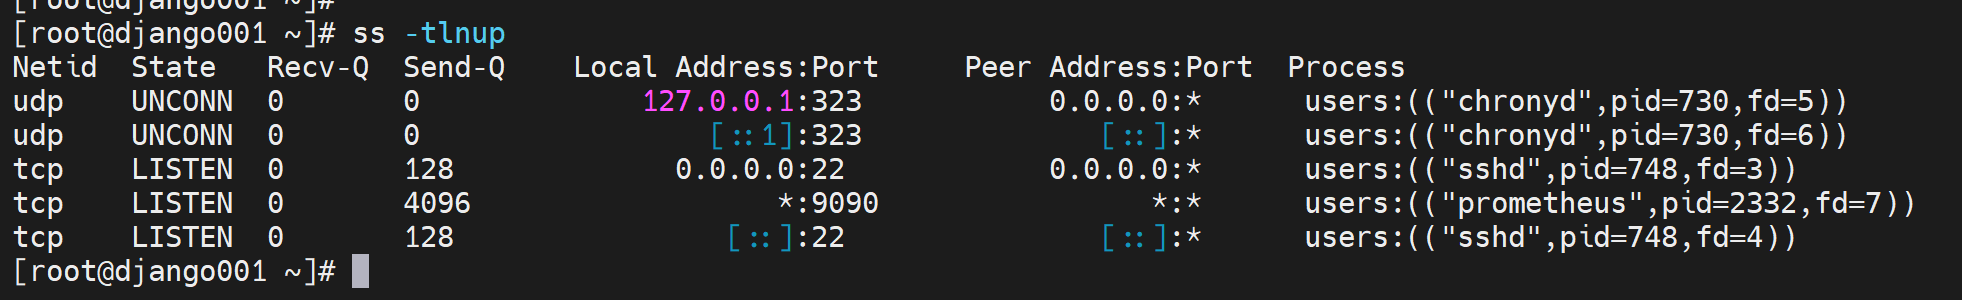 [root@django001 ~]#
[root@django001 ~]# ss -tlnup
Netid  State   Recv-Q  Send-Q    Local Address:Port     Peer Address:Port  Process
udp    UNCONN  0       0             127.0.0.1:323           0.0.0.0:*      users:(("chronyd",pid=730,fd=5))
udp    UNCONN  0       0                 [::1]:323              [::]:*      users:(("chronyd",pid=730,fd=6))
tcp    LISTEN  0       128             0.0.0.0:22            0.0.0.0:*      users:(("sshd",pid=748,fd=3))
tcp    LISTEN  0       4096                  *:9090                *:*      users:(("prometheus",pid=2332,fd=7))
tcp    LISTEN  0       128                [::]:22               [::]:*      users:(("sshd",pid=748,fd=4))
[root@django001 ~]#